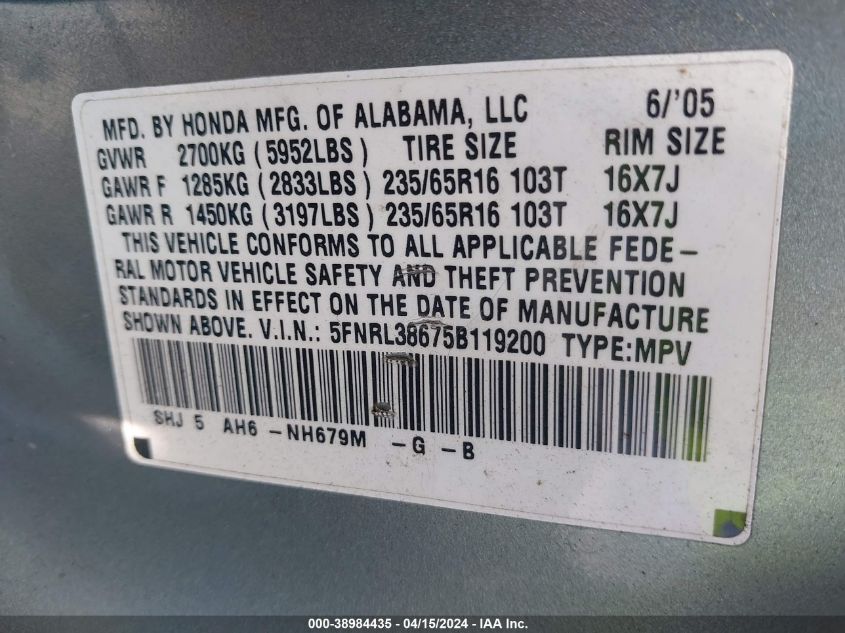 MFD. BY HONDA MFG. OF ALABAMA, LLC 6/'05
GVWR 2700KG (5952LBS) TIRE SIZE RIM SIZE
GAWR F 1285KG (2833LBS) 235/65R16 103T 16X7J
GAWR R 1450KG (3197LBS) 235/65R16 103T 16X7J
THIS VEHICLE CONFORMS TO ALL APPLICABLE FEDE-
RAL MOTOR VEHICLE SAFETY AND THEFT PREVENTION
STANDARDS IN EFFECT ON THE DATE OF MANUFACTURE
SHOWN ABOVE. V.I.N.: 5FNRL38675B119200 TYPE:MPV
SHJ 5 AH6 -NH679M -G -B
000-38984435 - 04/15/2024 - IAA Inc.